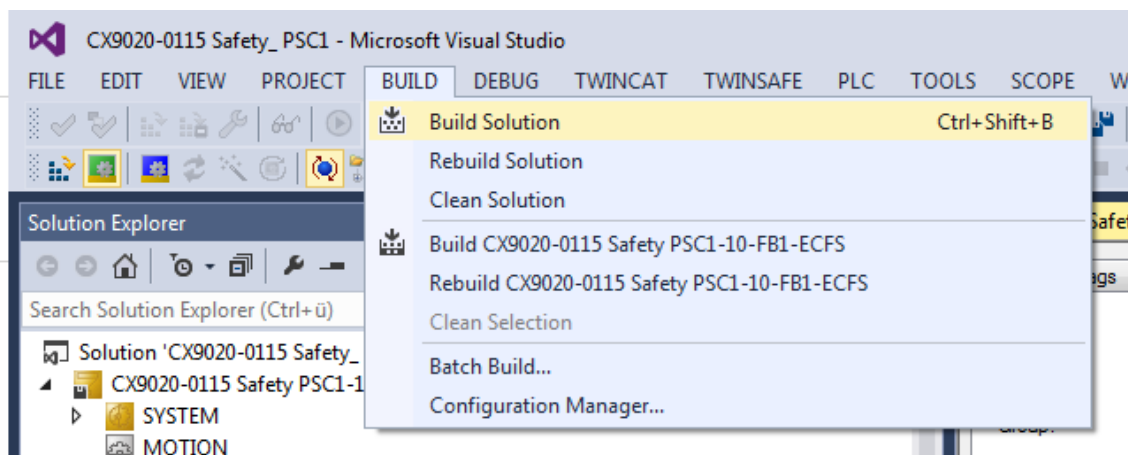 CX9020-0115 Safety_ PSC1 - Microsoft Visual Studio
FILE EDIT VIEW PROJECT BUILD DEBUG TWINCAT TWINSAFE PLC TOOLS SCOPE
Build Solution Ctrl+Shift+B
Rebuild Solution
Clean Solution
Solution Explorer
Build CX9020-0115 Safety PSC1-10-FB1-ECFS
Rebuild CX9020-0115 Safety PSC1-10-FB1-ECFS
Search Solution Explorer (Ctrl+ü)
Clean Selection
Solution 'CX9020-0115 Safety_
Batch Build...
CX9020-0115 Safety PSC1-1
Configuration Manager...
SYSTEM
MOTION